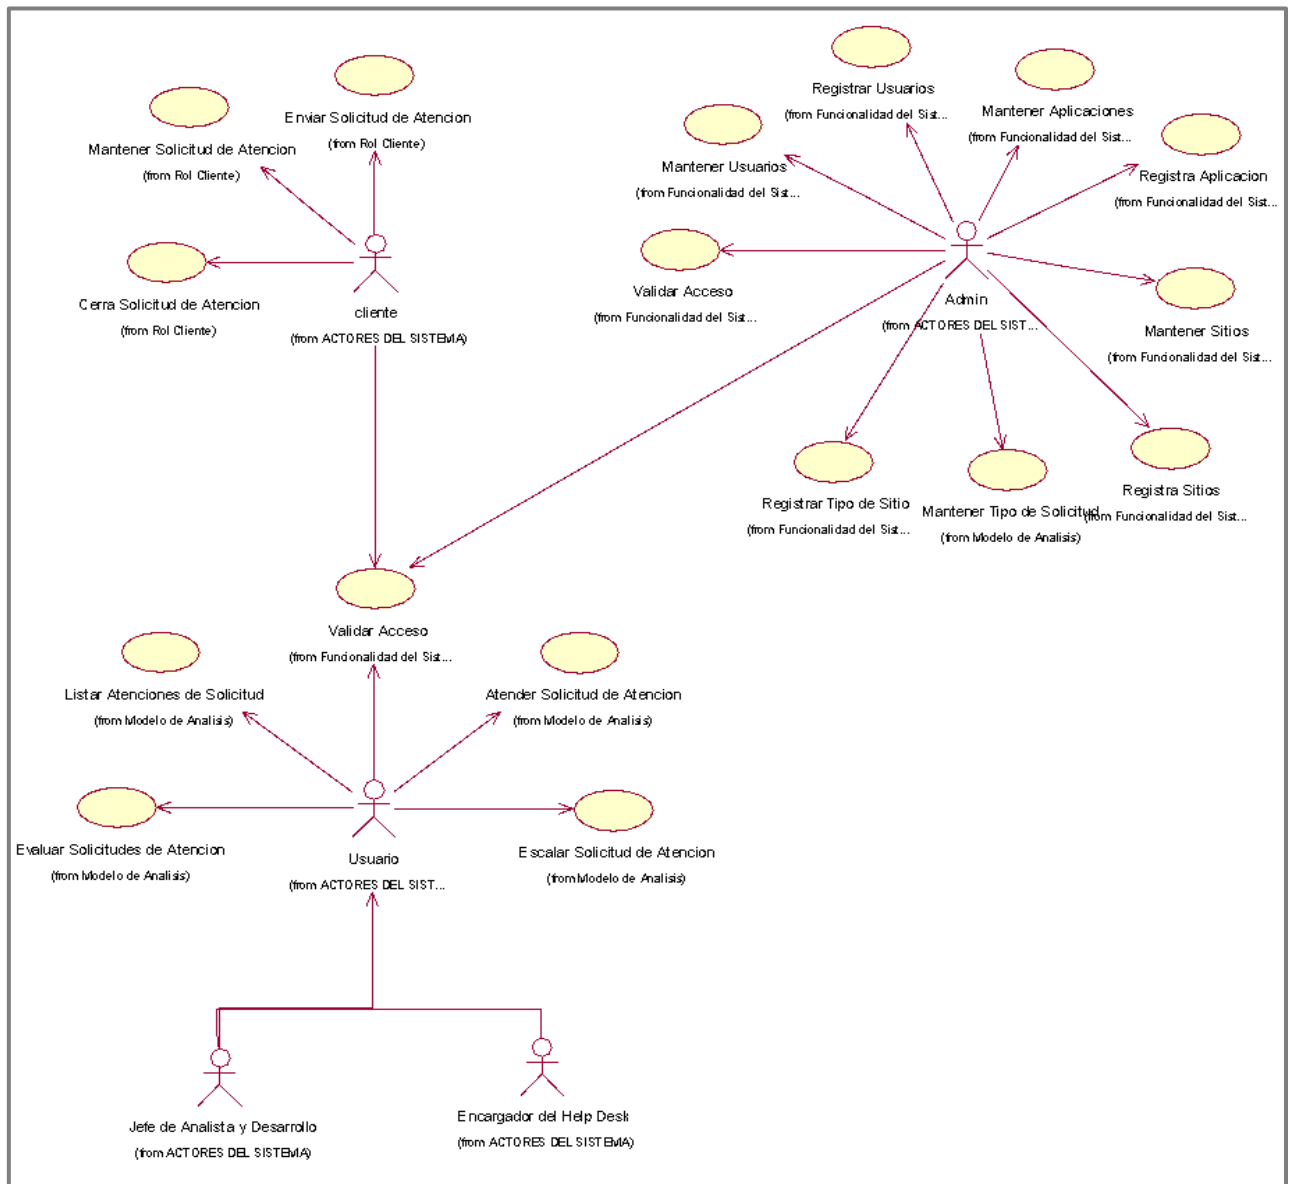 Registrar Usuarios
(from Funcionalidad del Sist...
Mantener Aplicaciones
(from Funcionalidad del Sist...
Enviar Solicitud de Atencion
(from Rol Cliente)
Mantener Solicitud de Atencion
(from Rol Cliente)
Mantener Usuarios
(from Funcionalidad del Sist...
Registra Aplicacion
(from Funcionalidad del Sist...
Cerra Solicitud de Atencion
(from Rol Cliente)
cliente
(from ACTORES DEL SISTEMA)
Validar Acceso
(from Funcionalidad del Sist...
Admin
(from ACTORES DEL SIST...
Mantener Sitios
(from Funcionalidad del Sist...
Registrar Tipo de Sitio
(from Funcionalidad del Sist...
Mantener Tipo de Solicitud
(from Modelo de Analisis)
Registra Sitios
(from Funcionalidad del Sist...
Validar Acceso
(from Funcionalidad del Sist...
Listar Atenciones de Solicitud
(from Modelo de Analisis)
Atender Solicitud de Atencion
(from Modelo de Analisis)
Evaluar Solicitudes de Atencion
(from Modelo de Analisis)
Usuario
(from ACTORES DEL SIST...
Escalar Solicitud de Atencion
(from Modelo de Analisis)
Jefe de Analista y Desarrollo
(from ACTORES DEL SISTEMA)
Encargador del Help Desk
(from ACTORES DEL SISTEMA)